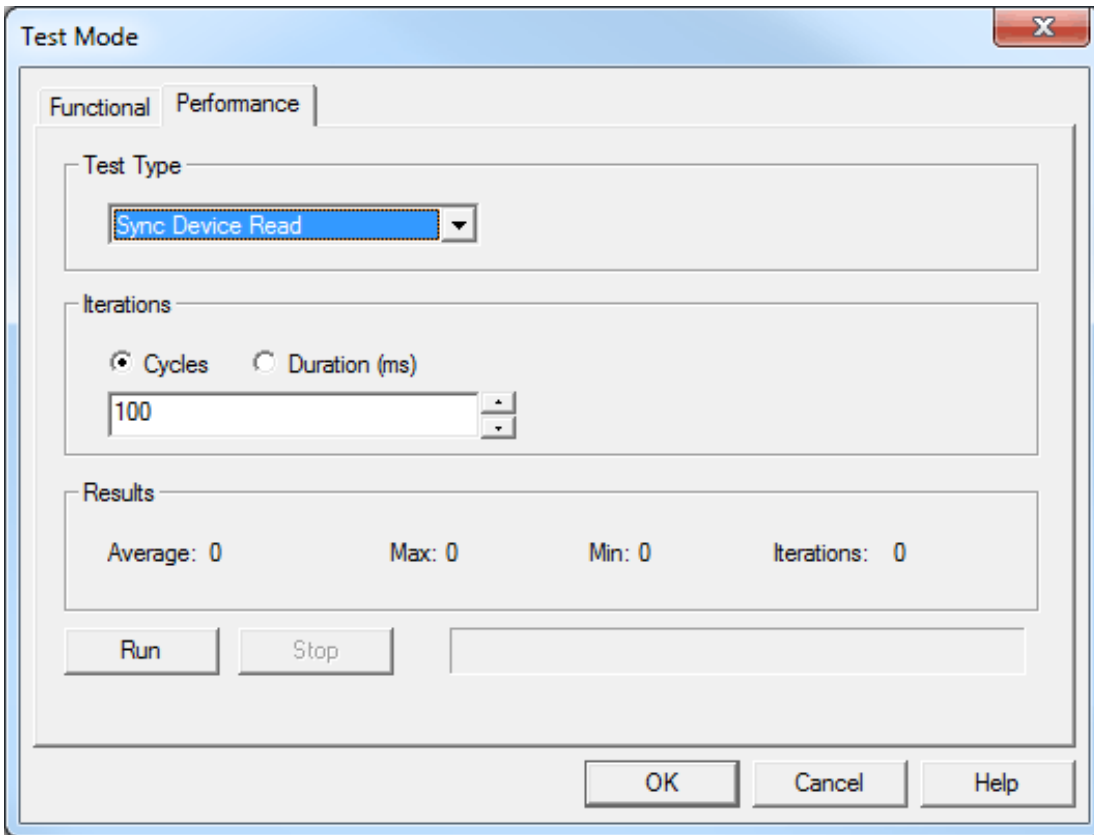 Test Mode
Functional Performance
Test Type
Sync Device Read
Iterations
Cycles Duration (ms)
100
Results
Average: 0 Max: 0 Min: 0 Iterations: 0
Run Stop
OK Cancel Help